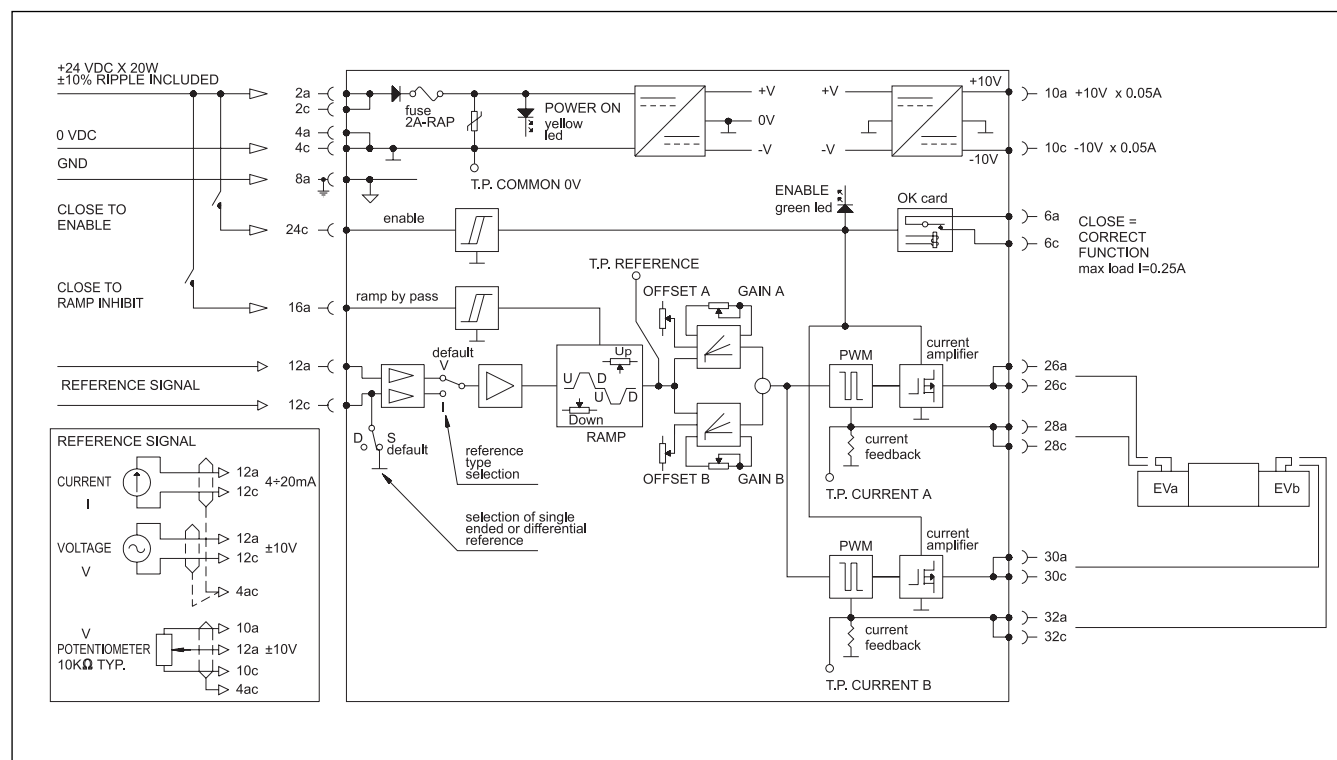 +24 VDC X 20W
±10% RIPPLE INCLUDED
0 VDC
GND
CLOSE TO
ENABLE
CLOSE TO
RAMP INHIBIT
REFERENCE SIGNAL
2a
2c
4a
4c
8a
24c
16a
12a
12c
fuse
2A-RAP
POWER ON
yellow
led
T.P. COMMON 0V
+V
0V
-V
+V
-V
+10V
-10V
10a +10V x 0.05A
10c -10V x 0.05A
enable
ENABLE
green led
OK card
6a
6c
CLOSE =
CORRECT
FUNCTION
max load I=0.25A
ramp by pass
T.P. REFERENCE
OFFSET A
GAIN A
default
V
I
D
S
default
Up
U D
U D
Down
RAMP
reference
type
selection
selection of single
ended or differential
reference
OFFSET B
GAIN B
PWM
current
amplifier
26a
26c
28a
28c
current
feedback
T.P. CURRENT A
EVa
EVb
PWM
current
amplifier
30a
30c
32a
32c
current
feedback
T.P. CURRENT B
REFERENCE SIGNAL
CURRENT
I
12a
12c
4÷20mA
VOLTAGE
V
12a
12c
±10V
4ac
V
POTENTIOMETER
10KΩ TYP.
10a
12a ±10V
10c
4ac